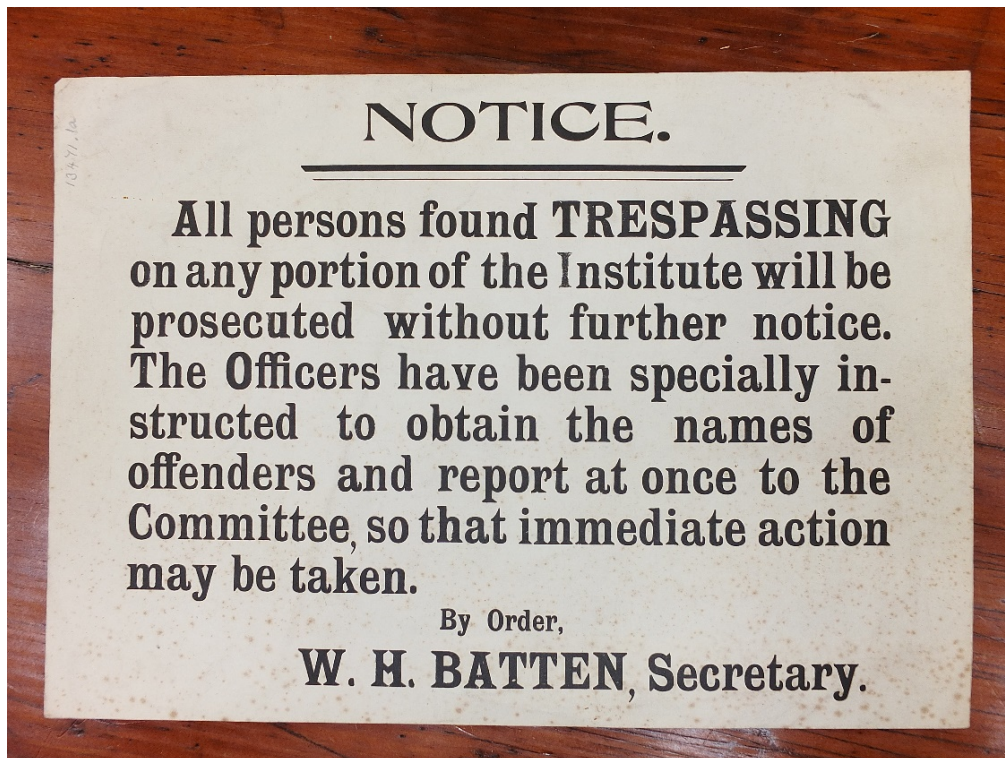 NOTICE.
All persons found TRESPASSING
on any portion of the Institute will be
prosecuted without further notice.
The Officers have been specially in-
structed to obtain the names of
offenders and report at once to the
Committee, so that immediate action
may be taken.
By Order,
W. H. BATTEN, Secretary.
13471.1a